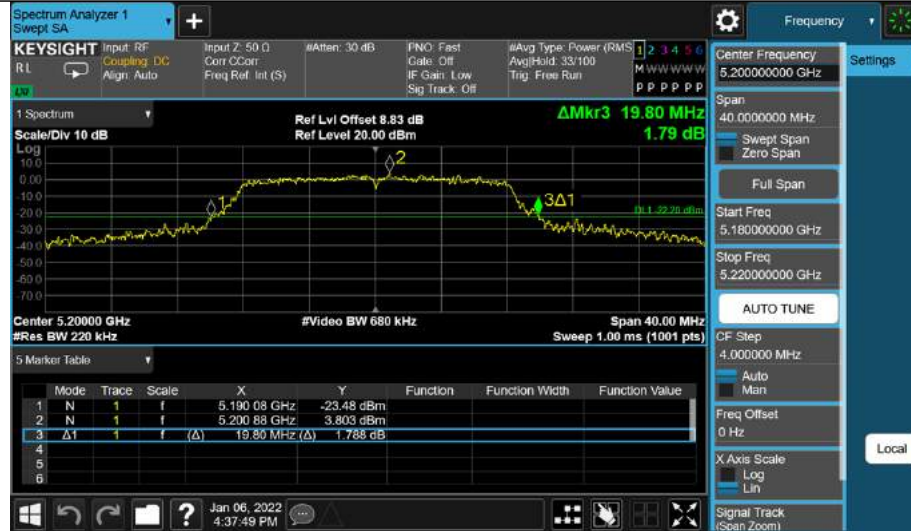 Spectrum Analyzer 1
Swept SA
+
Frequency
KEYSIGHT
RL
LXI
Input: RF
Coupling: DC
Align: Auto
Input Z: 50 Ω
Corr CCorr
Freq Ref: Int (S)
#Atten: 30 dB
PNO: Fast
Gate: Off
IF Gain: Low
Sig Track: Off
#Avg Type: Power (RMS
Avg|Hold: 33/100
Trig: Free Run
1 2 3 4 5 6
M W W W W W
P P P P P P
1 Spectrum
Scale/Div 10 dB
Log
Ref Lvl Offset 8.83 dB
Ref Level 20.00 dBm
ΔMkr3 19.80 MHz
1.79 dB
10.0
0.00
-10.0
-20.0
-30.0
-40.0
-50.0
-60.0
-70.0
1
2
3Δ1
DL1 -22.20 dBm
Center 5.20000 GHz
#Video BW 680 kHz
Span 40.00 MHz
#Res BW 220 kHz
Sweep 1.00 ms (1001 pts)
5 Marker Table
Mode Trace Scale X Y Function Function Width Function Value
1 N 1 f 5.190 08 GHz -23.48 dBm
2 N 1 f 5.200 88 GHz 3.803 dBm
3 Δ1 1 f (Δ) 19.80 MHz (Δ) 1.788 dB
4
5
6
?
Jan 06, 2022
4:37:49 PM
Center Frequency
5.200000000 GHz
Span
40.0000000 MHz
Swept Span
Zero Span
Full Span
Start Freq
5.180000000 GHz
Stop Freq
5.220000000 GHz
AUTO TUNE
CF Step
4.000000 MHz
Auto
Man
Freq Offset
0 Hz
X Axis Scale
Log
Lin
Signal Track
(Span Zoom)
Settings
Local